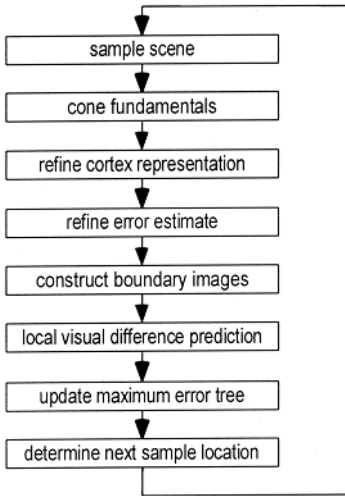 sample scene
cone fundamentals
refine cortex representation
refine error estimate
construct boundary images
local visual difference prediction
update maximum error tree
determine next sample location